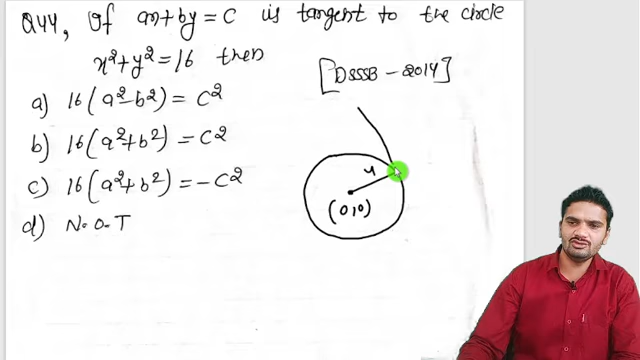 Q44, If ax+by = C is tangent to the circle
x²+y²=16 then
[DSSSB - 2014]
a) 16(a²-b²) = C²
b) 16(a²+b²) = C²
c) 16(a²+b²) = -C²
d) N.O.T
4
(0,0)